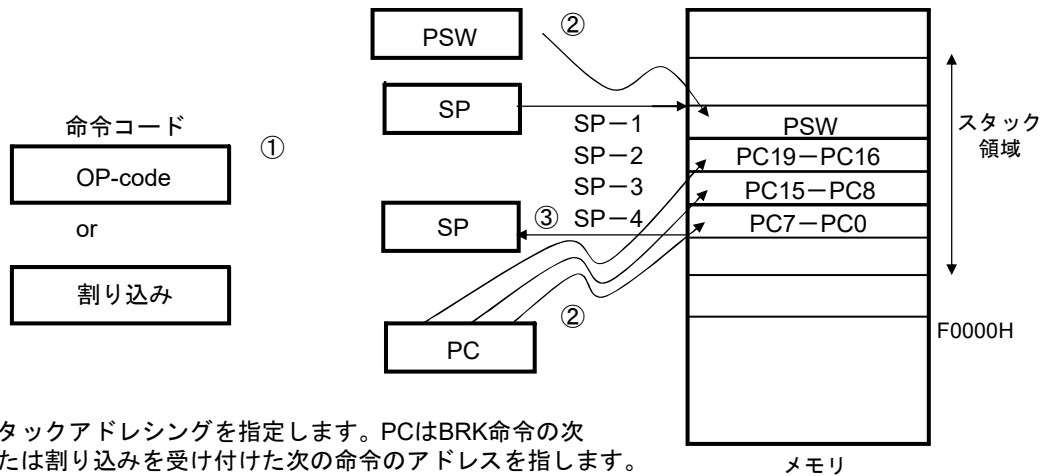 ②
PSW
SP
SP－1
PSW
スタック
領域
命令コード
①
SP－2
PC19－PC16
OP-code
SP－3
PC15－PC8
SP
③
SP－4
PC7－PC0
or
割り込み
②
PC
F0000H
タックアドレシングを指定します。PCはBRK命令の次
たは割り込みを受け付けた次の命令のアドレスを指します。
メモリ